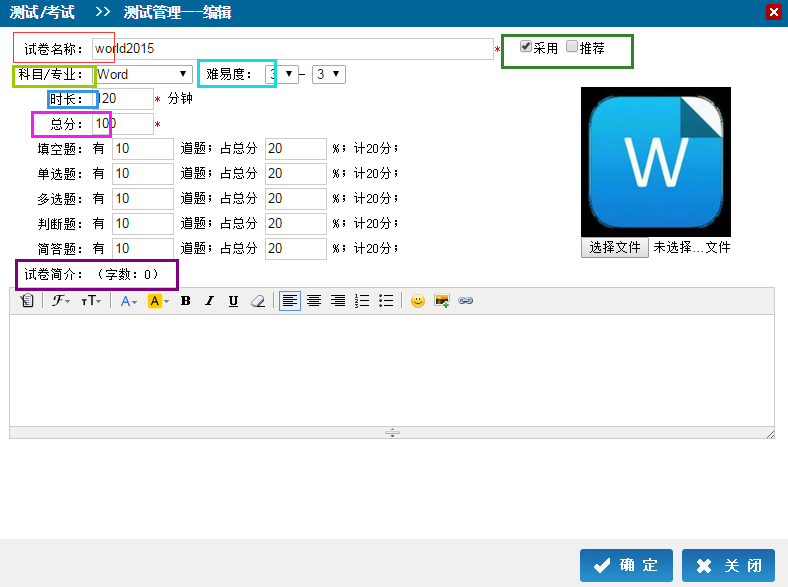 测试/考试 >> 测试管理---编辑
试卷名称： world2015 * 采用 推荐
科目/专业： Word 难易度： 3 - 3
时长： 120 * 分钟
总分： 100 *
填空题： 有 10 道题；占总分 20 %；计20分；
单选题： 有 10 道题；占总分 20 %；计20分；
多选题： 有 10 道题；占总分 20 %；计20分；
判断题： 有 10 道题；占总分 20 %；计20分；
简答题： 有 10 道题；占总分 20 %；计20分；
W
选择文件 未选择...文件
试卷简介：（字数：0）
ℱ тT A A B I U
确 定 关 闭